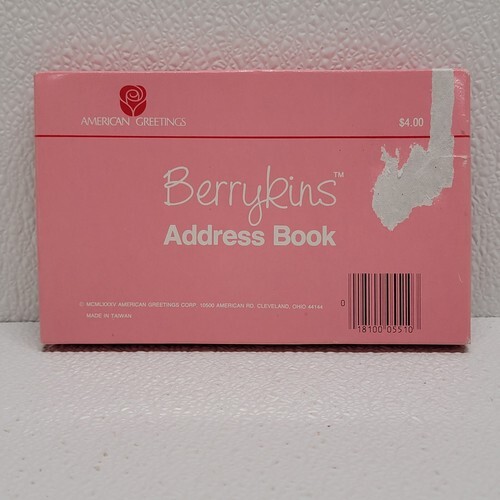 AMERICAN GREETINGS
$4.00
Berrykins™
Address Book
© MCMLXXXV AMERICAN GREETINGS CORP. 10500 AMERICAN RD. CLEVELAND, OHIO 44144
MADE IN TAIWAN
0
18100 05510